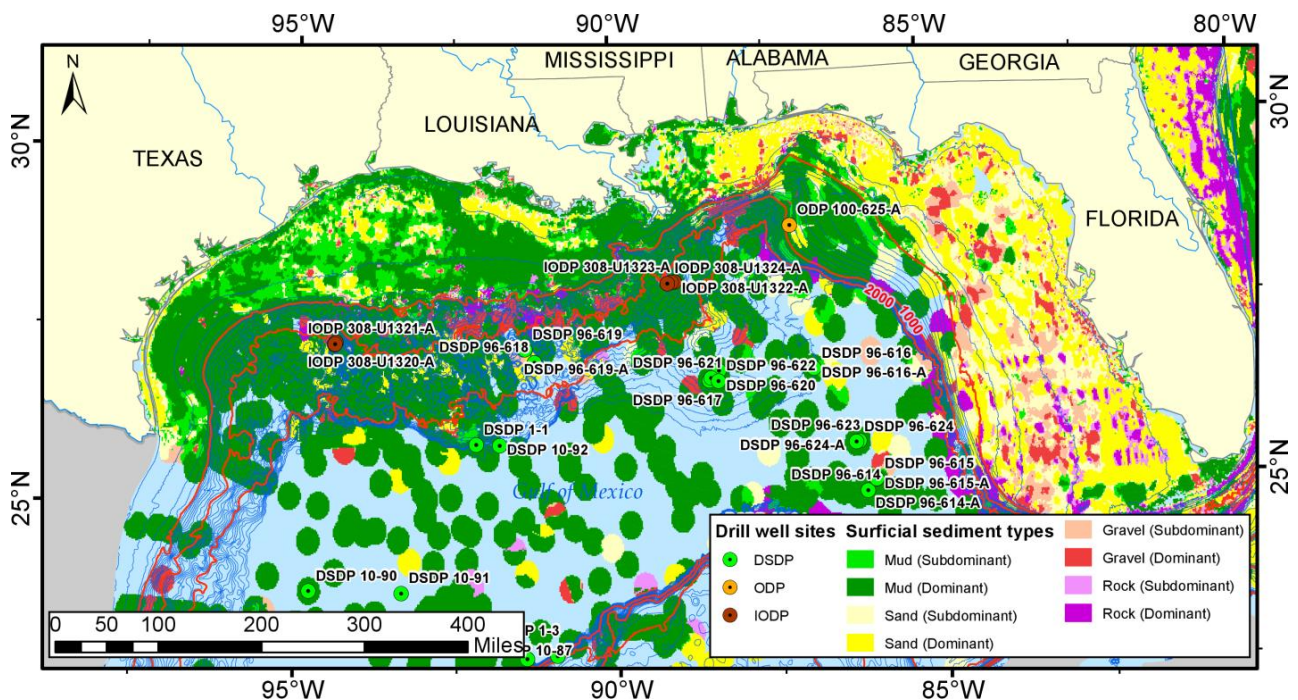 95°W
90°W
85°W
80°W
N
MISSISSIPPI
ALABAMA
GEORGIA
LOUISIANA
TEXAS
FLORIDA
30°N
30°N
ODP 100-625-A
IODP 308-U1323-A
IODP 308-U1324-A
IODP 308-U1322-A
2000
1000
IODP 308-U1321-A
IODP 308-U1320-A
DSDP 96-618
DSDP 96-619
DSDP 96-619-A
DSDP 96-621
DSDP 96-622
DSDP 96-620
DSDP 96-617
DSDP 96-616
DSDP 96-616-A
DSDP 1-1
DSDP 10-92
DSDP 96-623
DSDP 96-624
DSDP 96-624-A
DSDP 96-614
DSDP 96-615
DSDP 96-615-A
DSDP 96-614-A
25°N
25°N
Gulf of Mexico
DSDP 10-90
DSDP 10-91
P 1-3
P 10-87
0 50 100 200 300 400
Miles
Drill well sites
DSDP
ODP
IODP
Surficial sediment types
Mud (Subdominant)
Mud (Dominant)
Sand (Subdominant)
Sand (Dominant)
Gravel (Subdominant)
Gravel (Dominant)
Rock (Subdominant)
Rock (Dominant)
95°W
90°W
85°W
80°W